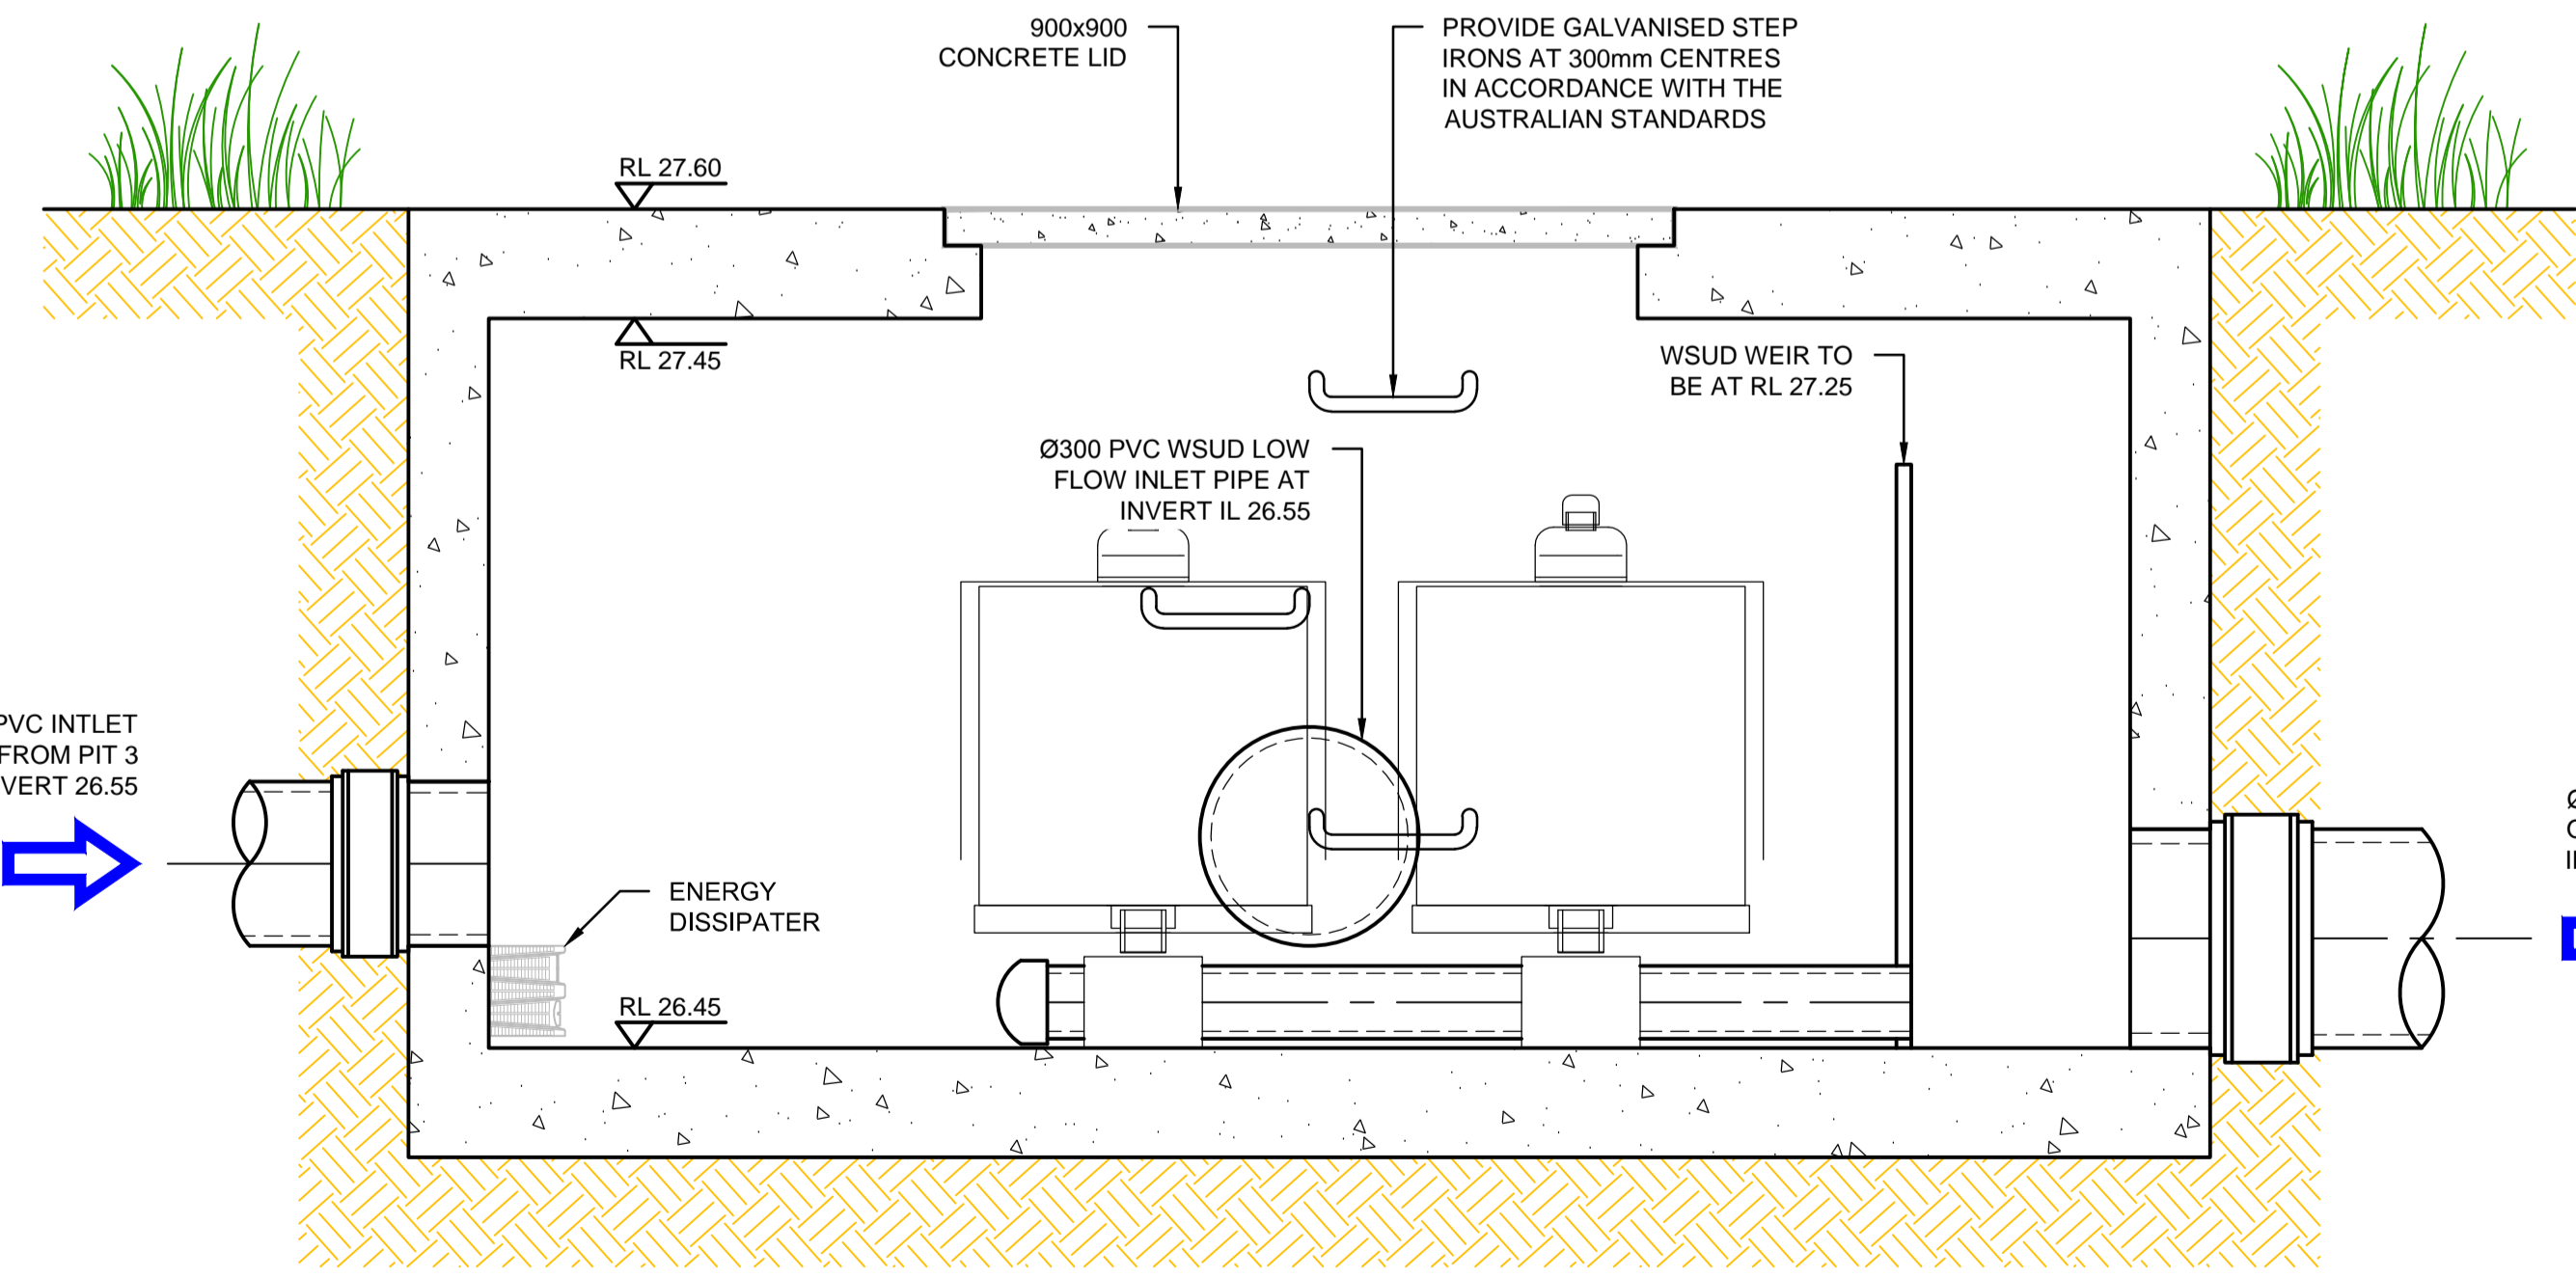 900x900
CONCRETE LID
PROVIDE GALVANISED STEP
IRONS AT 300mm CENTRES
IN ACCORDANCE WITH THE
AUSTRALIAN STANDARDS
RL 27.60
RL 27.45
WSUD WEIR TO
BE AT RL 27.25
Ø300 PVC WSUD LOW
FLOW INLET PIPE AT
INVERT IL 26.55
PVC INTLET
FROM PIT 3
VERT 26.55
ENERGY
DISSIPATER
RL 26.45